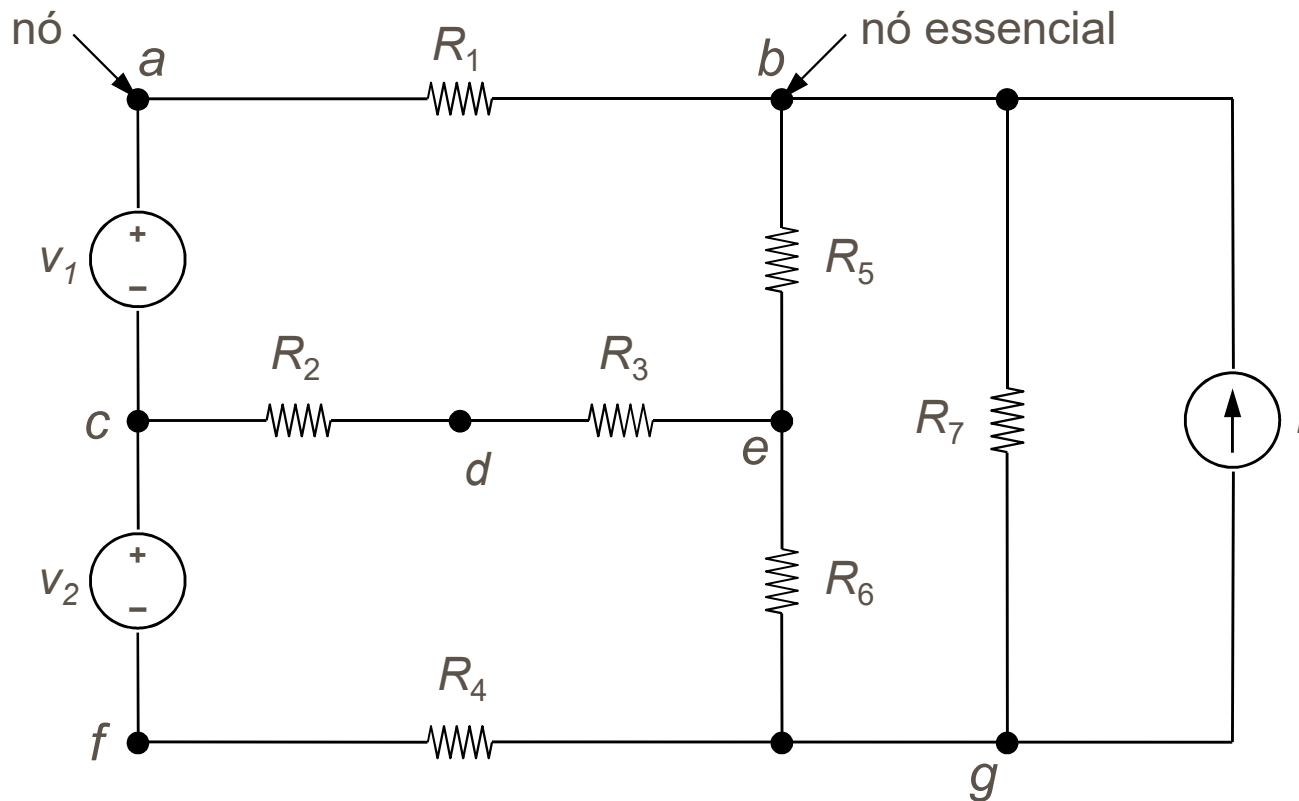 nó
a
R1
b
nó essencial
+
v1
–
R5
R2
R3
c
d
e
R7
+
v2
–
R6
R4
f
g